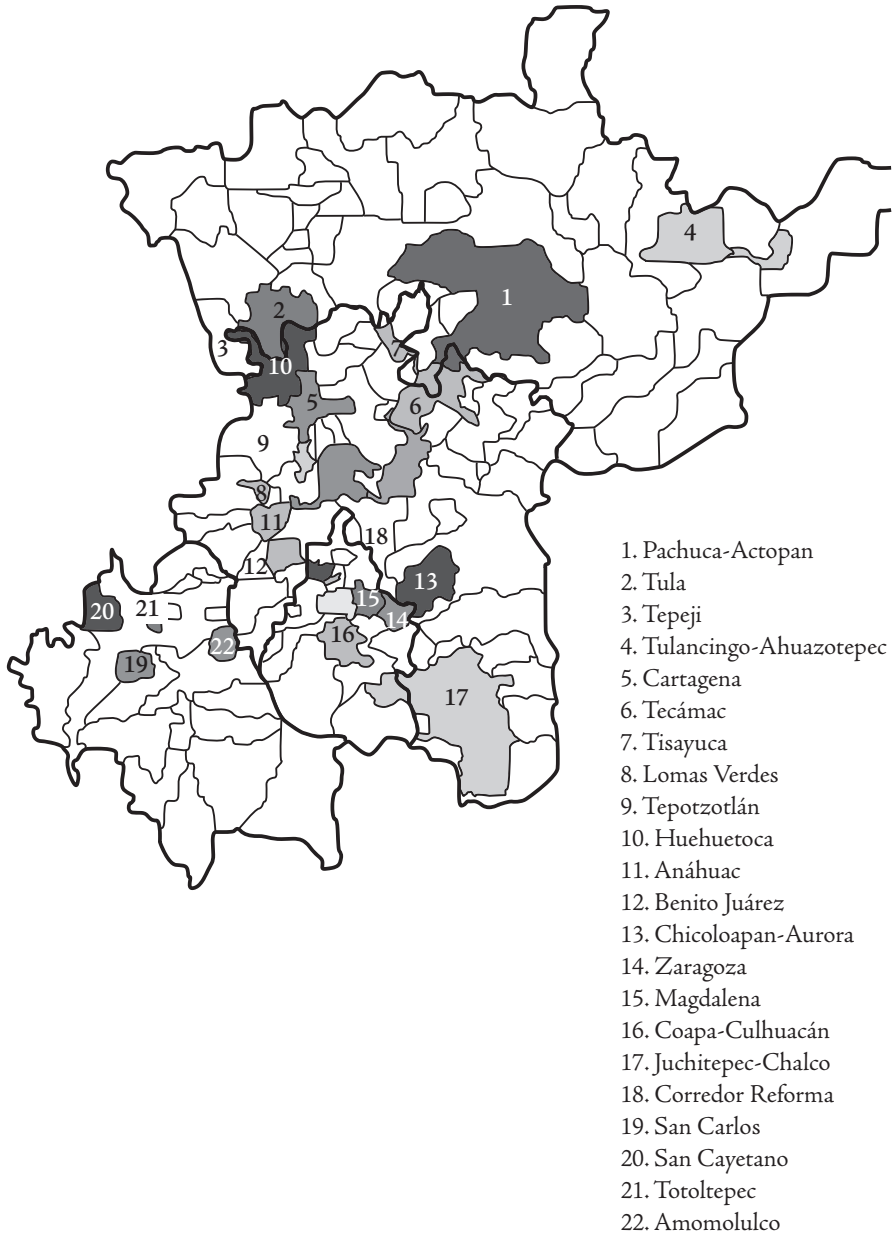 1
4
2
3
7
10
5
6
9
8
11
18
12
13
15
20
21
14
16
22
19
17
1. Pachuca-Actopan
2. Tula
3. Tepeji
4. Tulancingo-Ahuazotepec
5. Cartagena
6. Tecámac
7. Tisayuca
8. Lomas Verdes
9. Tepotzotlán
10. Huehuetoca
11. Anáhuac
12. Benito Juárez
13. Chicoloapan-Aurora
14. Zaragoza
15. Magdalena
16. Coapa-Culhuacán
17. Juchitepec-Chalco
18. Corredor Reforma
19. San Carlos
20. San Cayetano
21. Totoltepec
22. Amomolulco